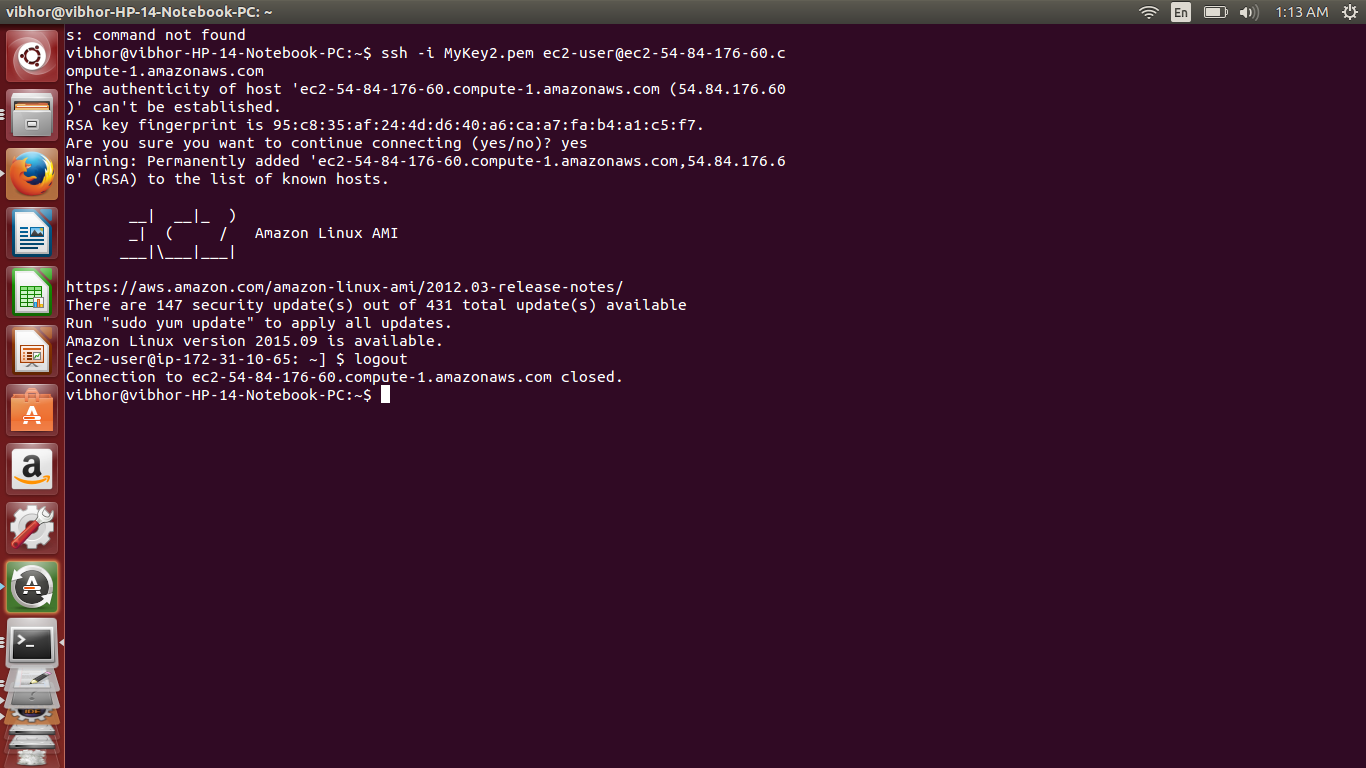 vibhor@vibhor-HP-14-Notebook-PC: ~
En
1:13 AM
s: command not found
vibhor@vibhor-HP-14-Notebook-PC:~$ ssh -i MyKey2.pem ec2-user@ec2-54-84-176-60.c
ompute-1.amazonaws.com
The authenticity of host 'ec2-54-84-176-60.compute-1.amazonaws.com (54.84.176.60
)' can't be established.
RSA key fingerprint is 95:c8:35:af:24:4d:d6:40:a6:ca:a7:fa:b4:a1:c5:f7.
Are you sure you want to continue connecting (yes/no)? yes
Warning: Permanently added 'ec2-54-84-176-60.compute-1.amazonaws.com,54.84.176.6
0' (RSA) to the list of known hosts.
       __|  __|_  )
       _|  (     /   Amazon Linux AMI
      ___|\___|___|
https://aws.amazon.com/amazon-linux-ami/2012.03-release-notes/
There are 147 security update(s) out of 431 total update(s) available
Run "sudo yum update" to apply all updates.
Amazon Linux version 2015.09 is available.
[ec2-user@ip-172-31-10-65: ~] $ logout
Connection to ec2-54-84-176-60.compute-1.amazonaws.com closed.
vibhor@vibhor-HP-14-Notebook-PC:~$